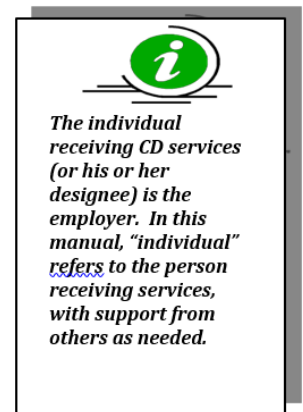 The individual
receiving CD services
(or his or her
designee) is the
employer.  In this
manual, “individual”
refers to the person
receiving services,
with support from
others as needed.